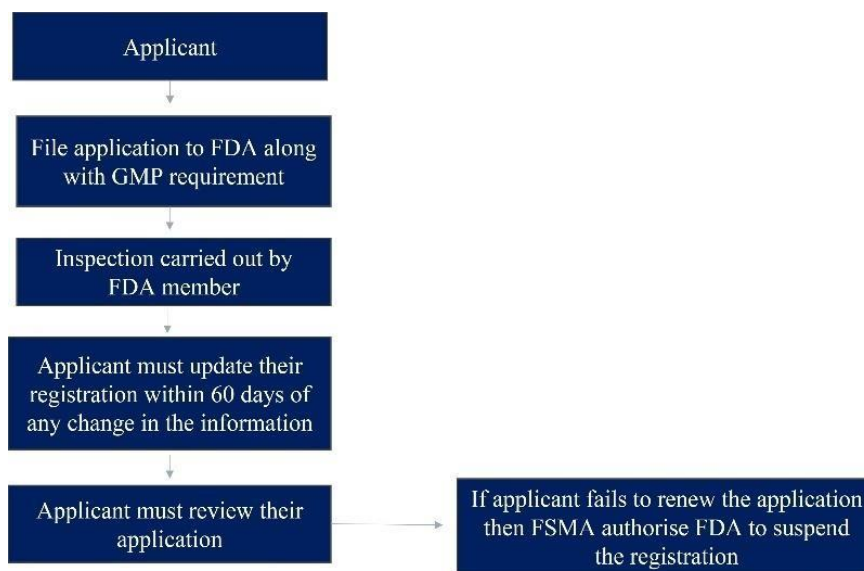 Applicant
File application to FDA along
with GMP requirement
Inspection carried out by
FDA member
Applicant must update their
registration within 60 days of
any change in the information
Applicant must review their
application
If applicant fails to renew the application
then FSMA authorise FDA to suspend
the registration